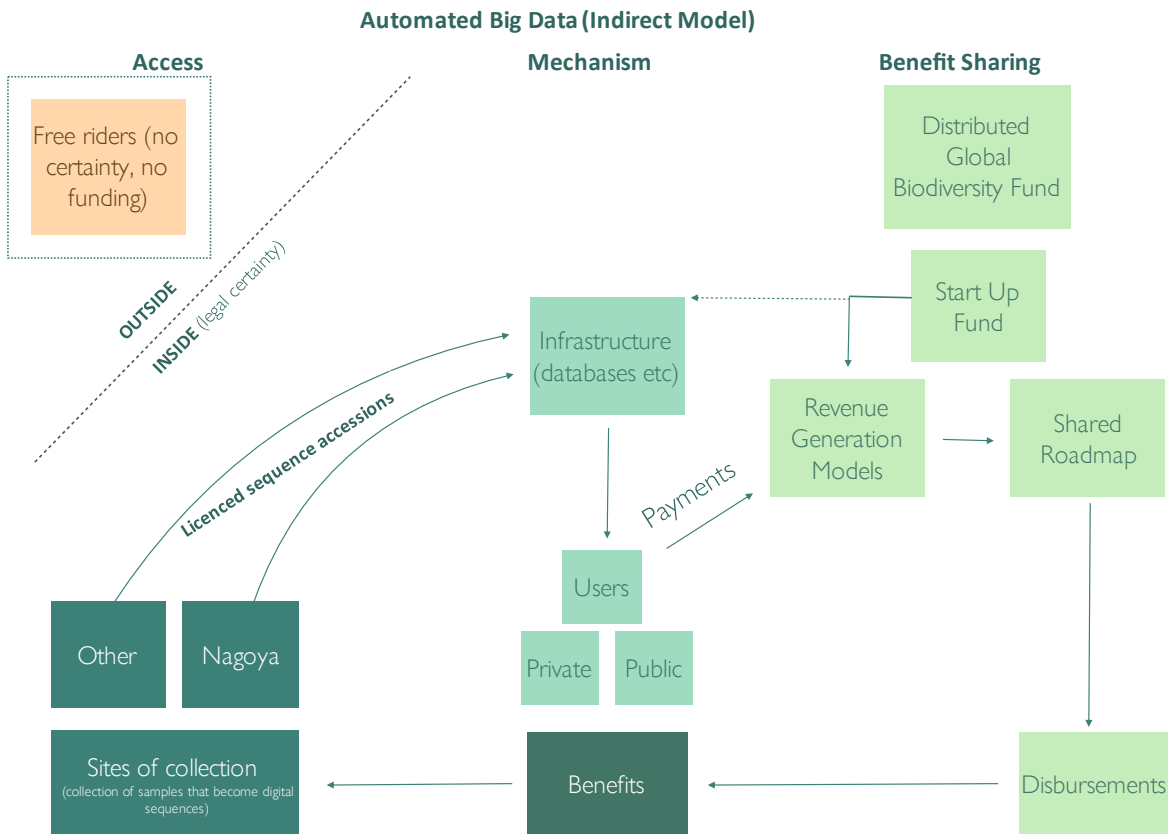 Automated Big Data (Indirect Model)
Access
Mechanism
Benefit Sharing
Free riders (no
certainty, no
funding)
OUTSIDE
INSIDE (legal certainty)
Distributed
Global
Biodiversity Fund
Start Up
Fund
Infrastructure
(databases etc)
Revenue
Generation
Models
Shared
Roadmap
Licenced sequence accessions
Payments
Users
Private
Public
Other
Nagoya
Sites of collection
(collection of samples that become digital
sequences)
Benefits
Disbursements